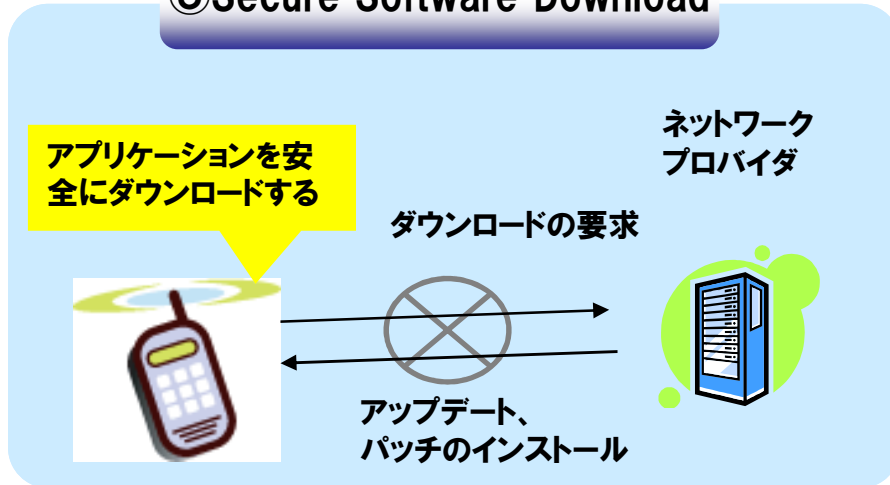 Secure Software Download
ネットワーク
プロバイダ
アプリケーションを安
全にダウンロードする
ダウンロードの要求
アップデート、
パッチのインストール